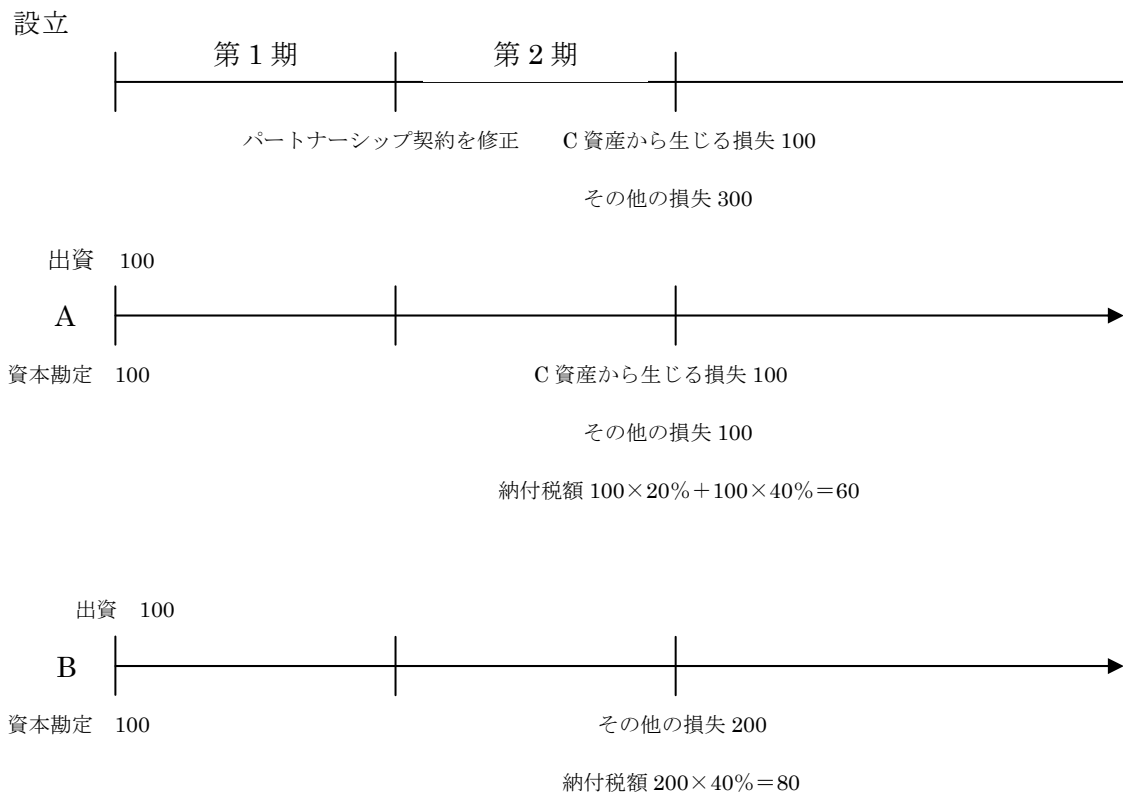 設立
第 1 期 第 2 期
パートナーシップ契約を修正 C 資産から生じる損失 100
その他の損失 300
出資 100
A
資本勘定 100 C 資産から生じる損失 100
その他の損失 100
納付税額 100×20%+100×40%=60
出資 100
B
資本勘定 100 その他の損失 200
納付税額 200×40%=80